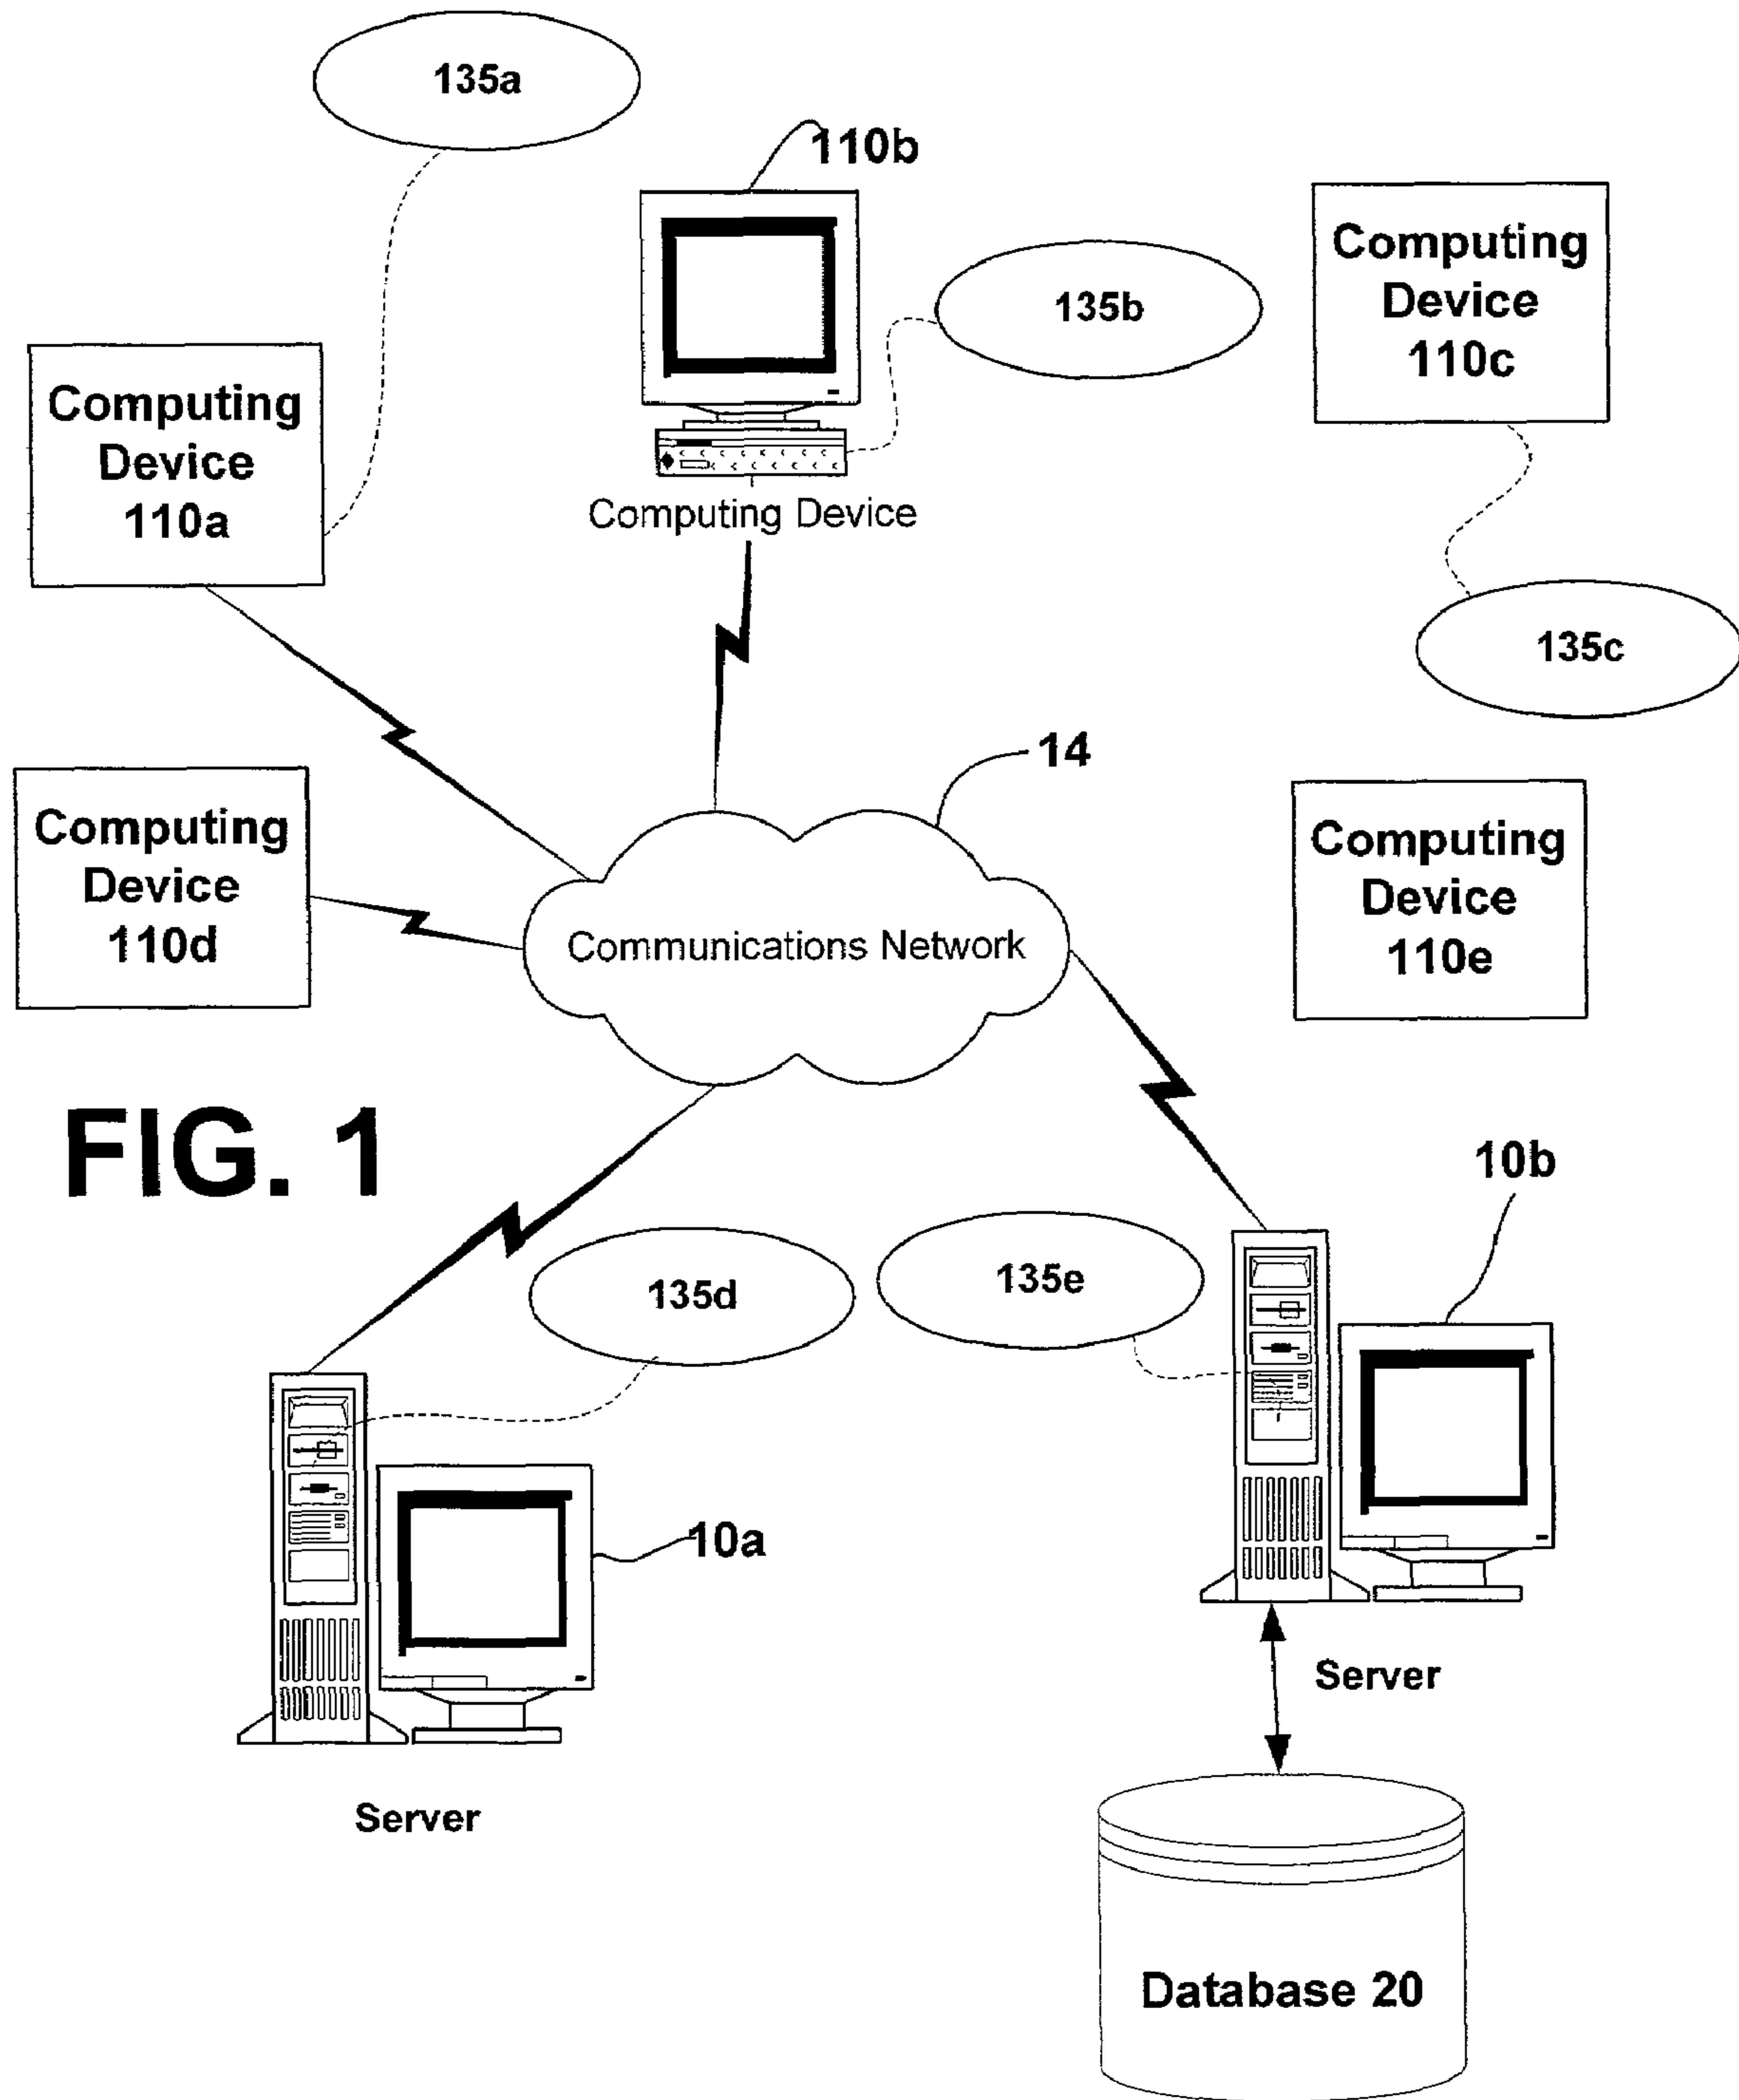 135a
110b
Computing
Device
110c
135b
Computing
Device
110a
Computing Device
135c
14
Computing
Device
110d
Computing
Device
110e
Communications Network
FIG. 1
10b
135d
135e
10a
Server
Server
Database 20